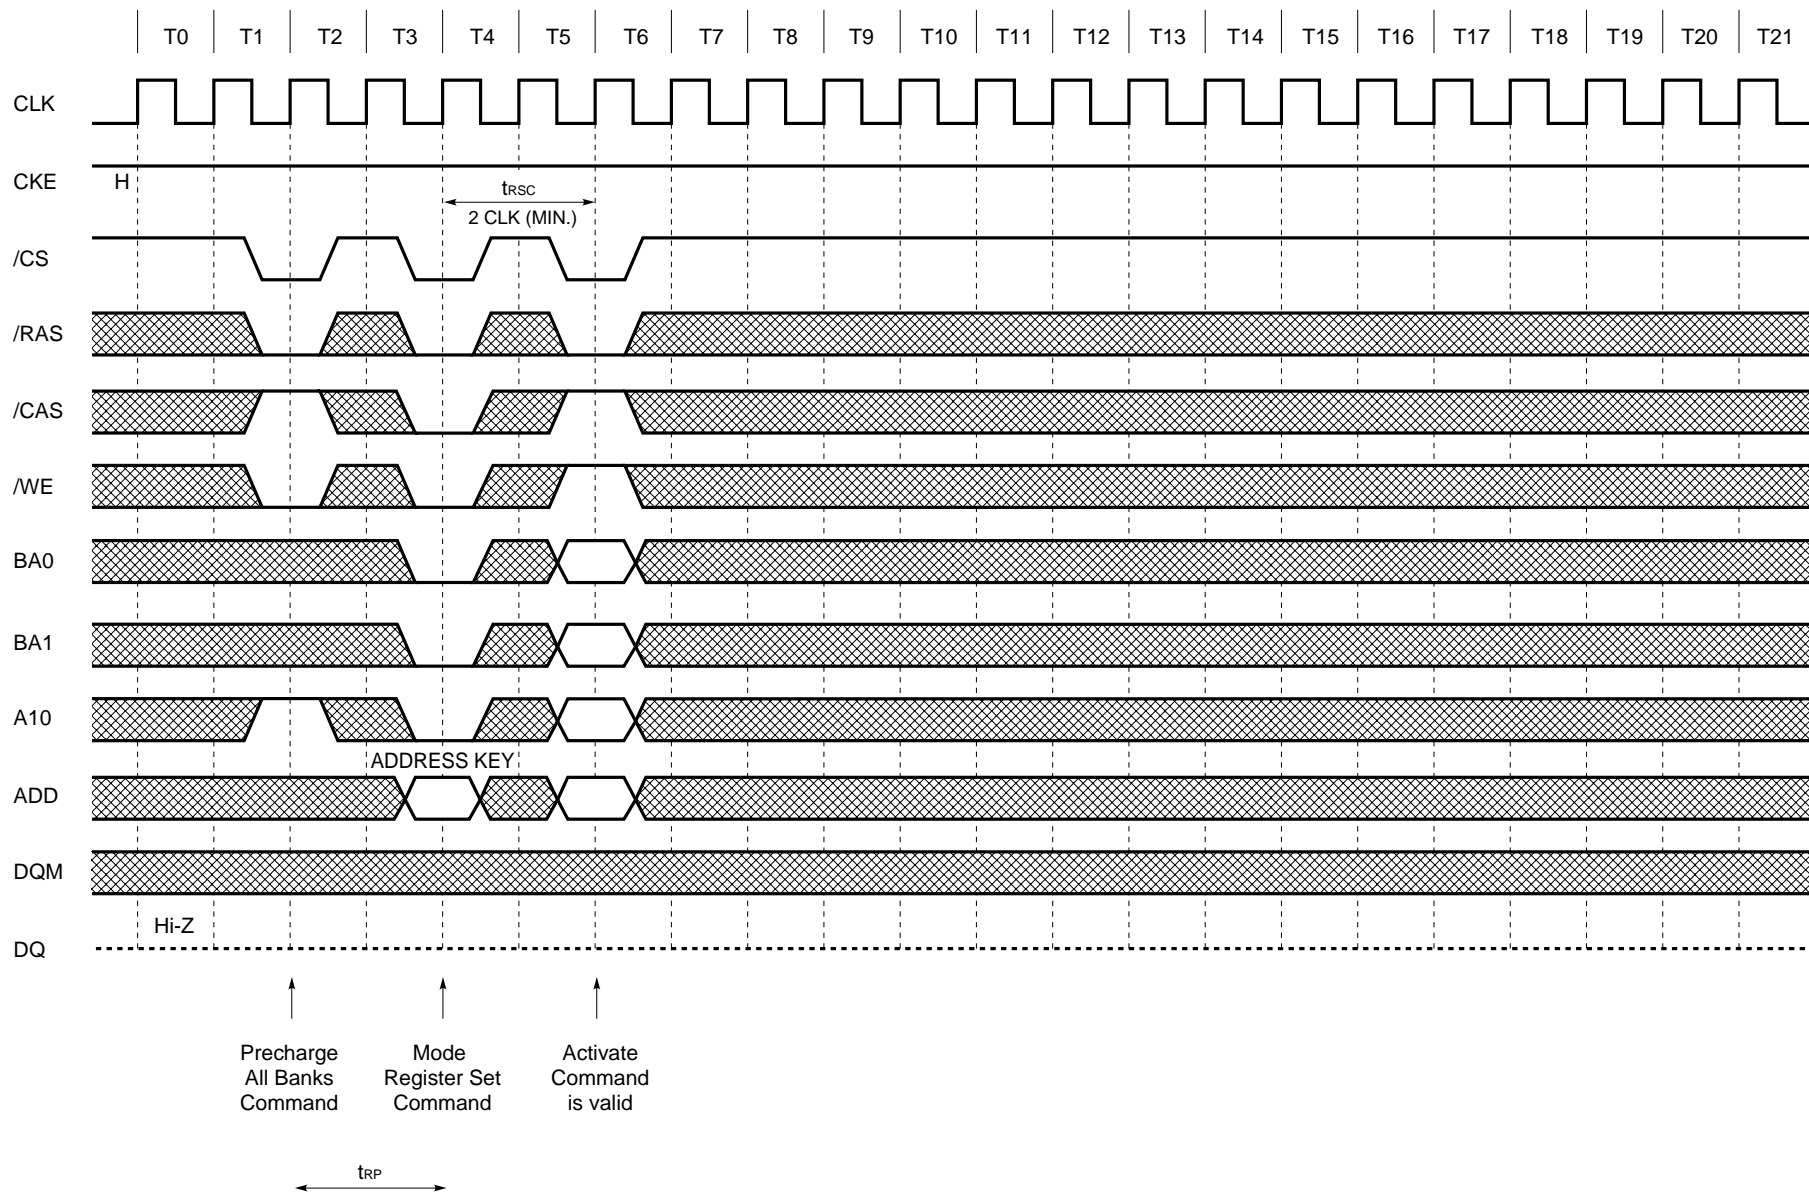 T0 T1 T2 T3 T4 T5 T6 T7 T8 T9 T10 T11 T12 T13 T14 T15 T16 T17 T18 T19 T20 T21
CLK
CKE H
tRSC
2 CLK (MIN.)
/CS
/RAS
/CAS
/WE
BA0
BA1
A10
ADDRESS KEY
ADD
DQM
Hi-Z
DQ
Precharge
All Banks
Command
Mode
Register Set
Command
Activate
Command
is valid
tRP